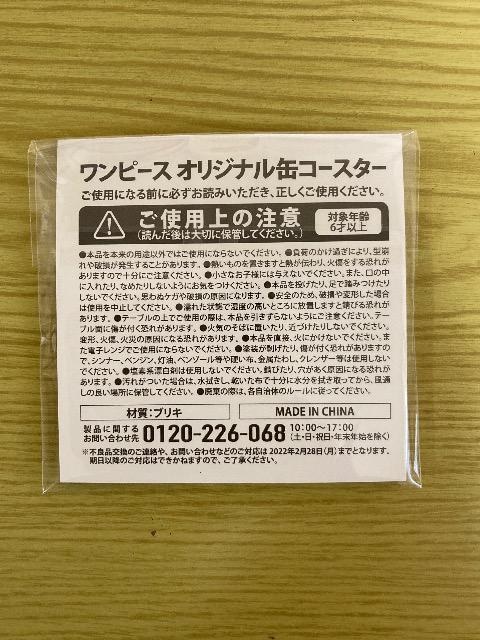 ワンピース オリジナル缶コースター
ご使用になる前に必ずお読みいただき、正しくご使用ください。
ご使用上の注意
(読んだ後は大切に保管してください。)
対象年齢
6才以上
●本品を本来の用途以外ではご使用にならないでください。●負荷のかけ過ぎにより、型崩
れや破損が発生することがあります。●熱いものを置きますと熱が伝わり、火傷をする恐れが
ありますので十分にご注意ください。●小さなお子様には与えないでください。また、口の中
に入れたり、なめたりしないようにお気をつけください。●本品を投げたり、足で踏みつけたり
しないでください。思わぬケガや破損の原因になります。●安全のため、破損や変形した場合
は使用を中止してください。●濡れた状態で湿度の高いところに放置しますと錆びる恐れが
あります。●テーブルの上でご使用の際は、本品を引きずらないようにご注意ください。テー
ブル面に傷が付く恐れがあります。●火気のそばに置いたり、近づけたりしないでください。
変形、火傷、火災の原因になる恐れがあります。●本品を直接、火にかけないでください。ま
た電子レンジでご使用にならないでください。●塗装が剥げたり、傷が付く恐れがありますの
で、シンナー、ベンジン、灯油、ベンゾール等や硬い布、金属たわし、クレンザー等は使用しない
でください。●塩素系漂白剤は使用しないでください。錆びたり、穴があく原因になる恐れが
あります。●汚れがついた場合は、水拭きし、乾いた布で十分に水分を拭き取ってから、風通
しの良い場所に保管してください。●廃棄の際は、各自治体のルールに従ってください。
材質:ブリキ
MADE IN CHINA
製品に関する
お問い合わせ先 0120-226-068 10:00〜17:00
(土・日・祝日・年末年始を除く)
※不良品交換のご連絡や、お問い合わせなどのご対応は2022年2月28日(月)までとなります。
期日以降のご対応はできかねますので、ご了承ください。